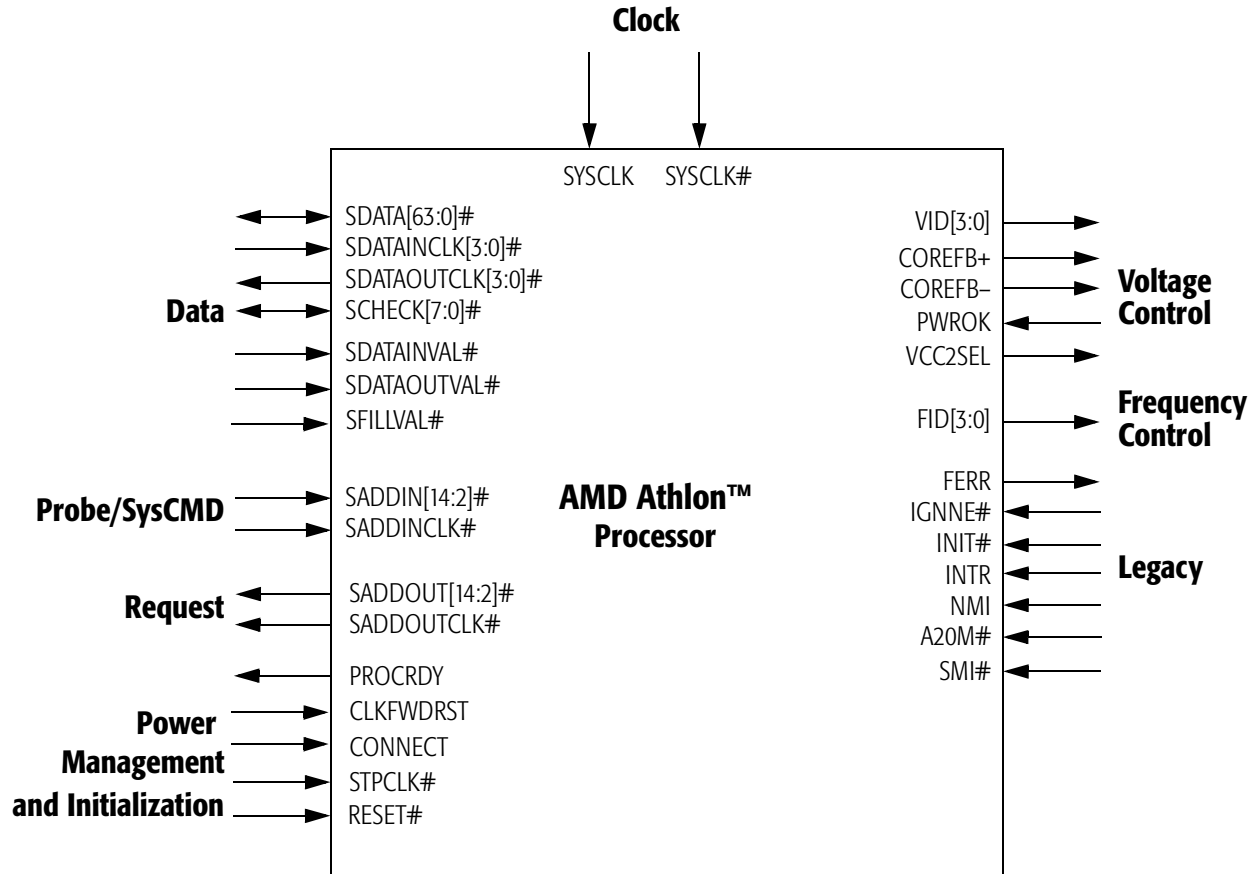 Clock
SYSCLK SYSCLK#
Data
SDATA[63:0]#
SDATAINCLK[3:0]#
SDATAOUTCLK[3:0]#
SCHECK[7:0]#
SDATAINVAL#
SDATAOUTVAL#
SFILLVAL#
Probe/SysCMD
SADDIN[14:2]#
SADDINCLK#
Request
SADDOUT[14:2]#
SADDOUTCLK#
Power
Management
and Initialization
PROCRDY
CLKFWDRST
CONNECT
STPCLK#
RESET#
AMD Athlon™
Processor
VID[3:0]
COREFB+
COREFB–
PWROK
VCC2SEL
Voltage
Control
FID[3:0]
Frequency
Control
FERR
IGNNE#
INIT#
INTR
NMI
A20M#
SMI#
Legacy